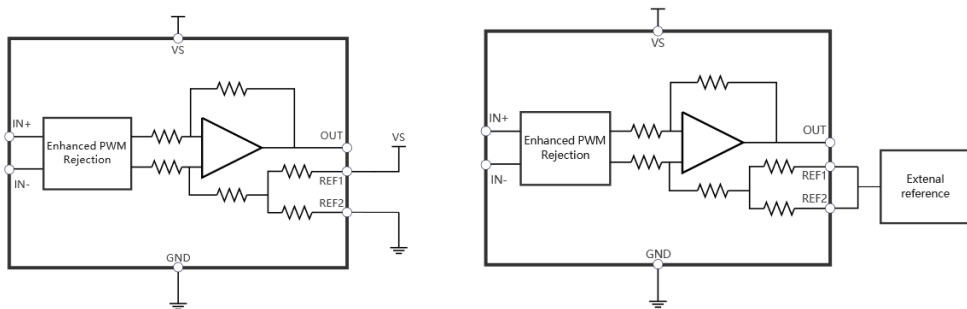 VS
IN+
Enhanced PWM
Rejection
IN-
OUT
VS
REF1
REF2
GND
VS
IN+
Enhanced PWM
Rejection
IN-
OUT
REF1
REF2
Extenal
reference
GND